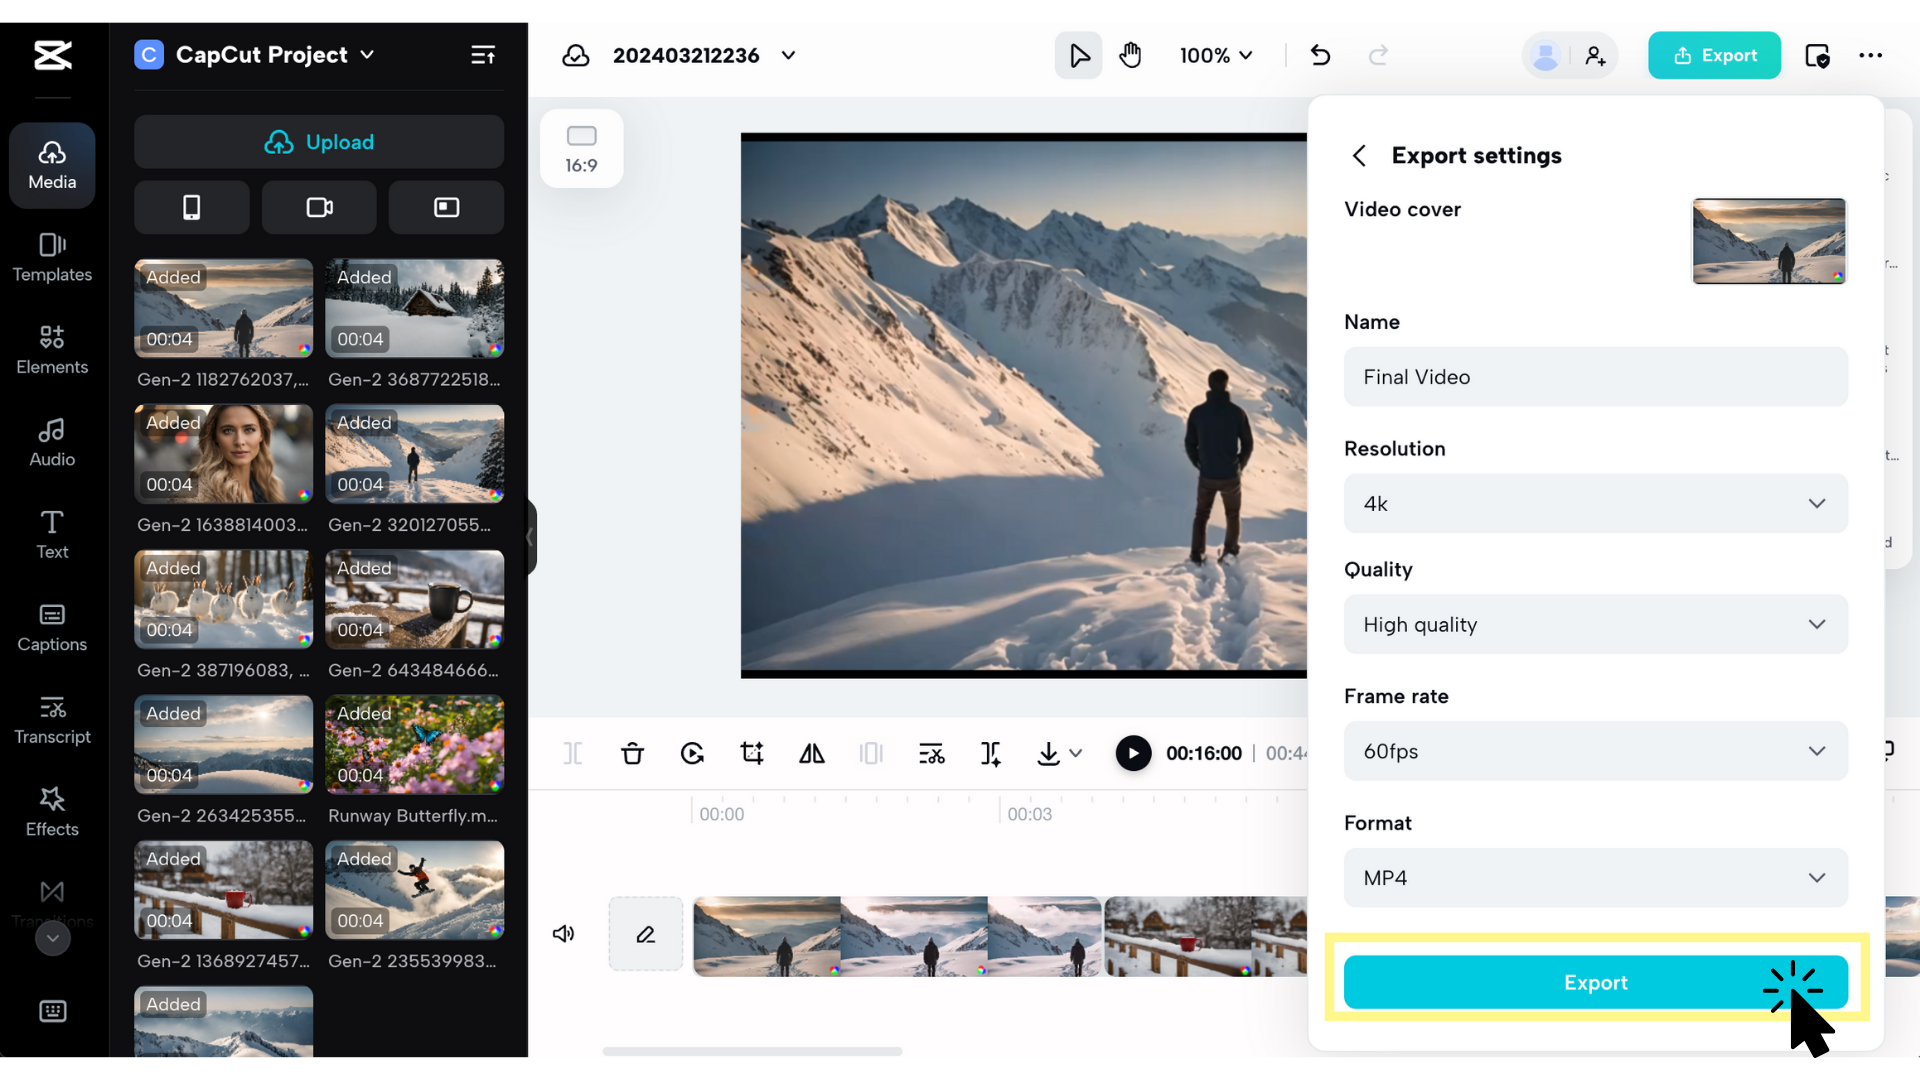 C CapCut Project
Upload
Media
Templates
Elements
Audio
Text
Captions
Transcript
Effects
Transitions
Added
00:04
Gen-2 1182762037,...
Added
00:04
Gen-2 3687722518...
Added
00:04
Gen-2 1638814003...
Added
00:04
Gen-2 320127055...
Added
00:04
Gen-2 387196083, ...
Added
00:04
Gen-2 643484666...
Added
00:04
Gen-2 263425355...
Added
00:04
Runway Butterfly.m...
Added
00:04
Gen-2 1368927457...
Added
00:04
Gen-2 235539983...
Added
202403212236
100%
Export
16:9
00:16:00 | 00:44
00:00
00:03
Export settings
Video cover
Name
Final Video
Resolution
4k
Quality
High quality
Frame rate
60fps
Format
MP4
Export